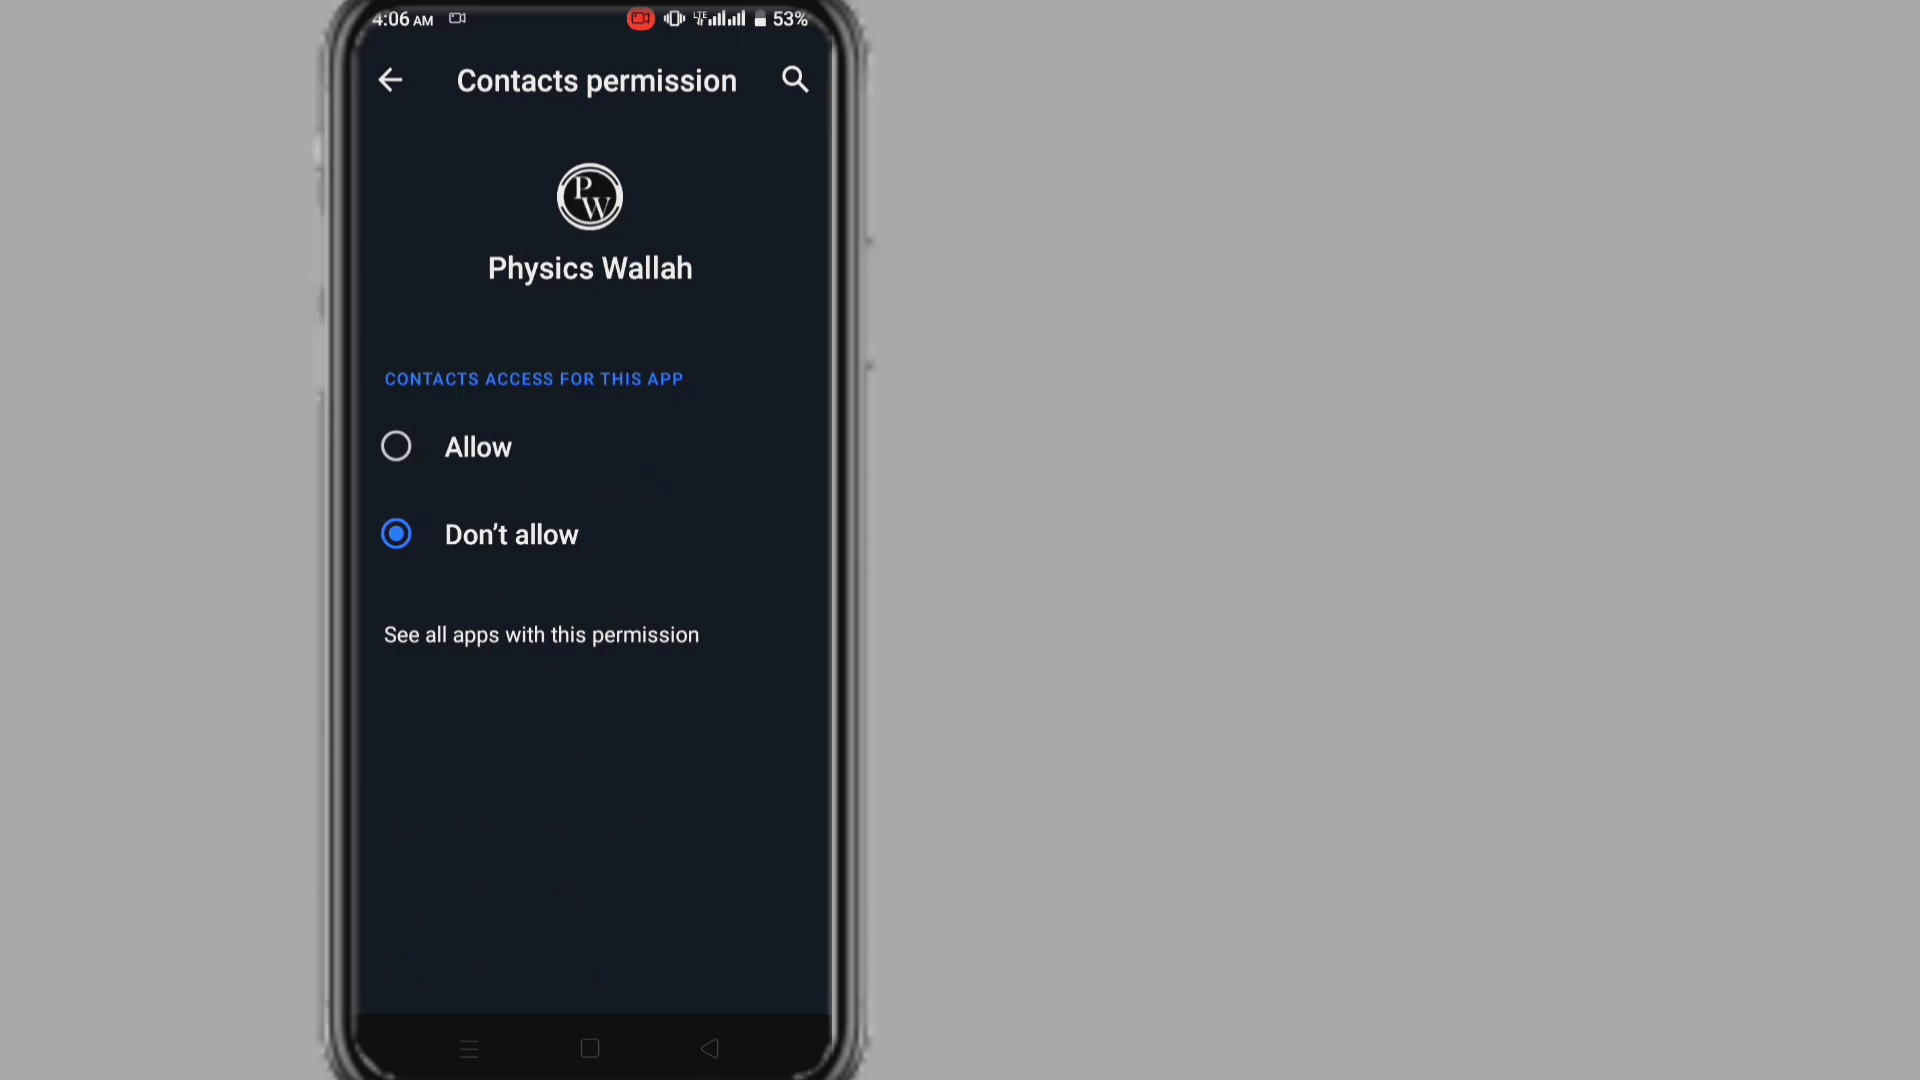 4:06 AM LTE 53%
Contacts permission
PW
Physics Wallah
CONTACTS ACCESS FOR THIS APP
Allow
Don’t allow
See all apps with this permission